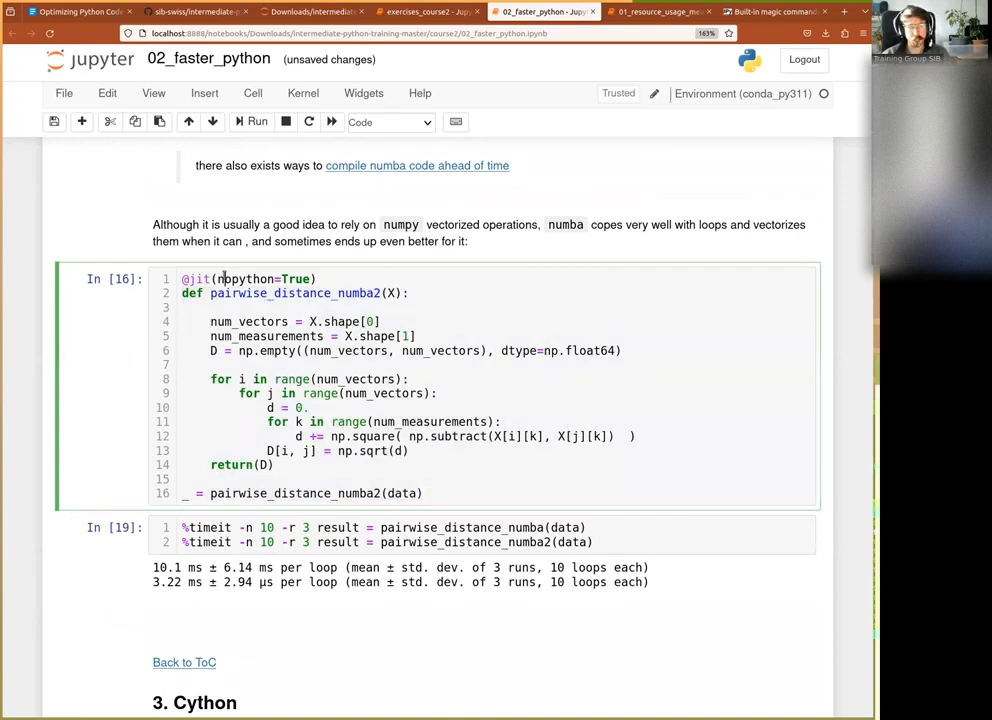 Optimizing Python Code
sib-swiss/intermediate-p
Downloads/intermediate
exercises_course2 - Jup
02_faster_python - Jupy
01_resource_usage_me
Built-in magic command
localhost:8888/notebooks/Downloads/intermediate-python-training-master/course2/02_faster_python.ipynb
163%
Training Group SIB
jupyter 02_faster_python (unsaved changes)
Logout
File Edit View Insert Cell Kernel Widgets Help
Trusted
Environment (conda_py311)
Run
Code
there also exists ways to compile numba code ahead of time
Although it is usually a good idea to rely on numpy vectorized operations, numba copes very well with loops and vectorizes
them when it can , and sometimes ends up even better for it:
In [16]:
1 @jit(nopython=True)
2 def pairwise_distance_numba2(X):
3
4 num_vectors = X.shape[0]
5 num_measurements = X.shape[1]
6 D = np.empty((num_vectors, num_vectors), dtype=np.float64)
7
8 for i in range(num_vectors):
9 for j in range(num_vectors):
10 d = 0.
11 for k in range(num_measurements):
12 d += np.square( np.subtract(X[i][k], X[j][k]) )
13 D[i, j] = np.sqrt(d)
14 return(D)
15
16 _ = pairwise_distance_numba2(data)
In [19]:
1 %timeit -n 10 -r 3 result = pairwise_distance_numba(data)
2 %timeit -n 10 -r 3 result = pairwise_distance_numba2(data)
10.1 ms ± 6.14 ms per loop (mean ± std. dev. of 3 runs, 10 loops each)
3.22 ms ± 2.94 µs per loop (mean ± std. dev. of 3 runs, 10 loops each)
Back to ToC
3. Cython